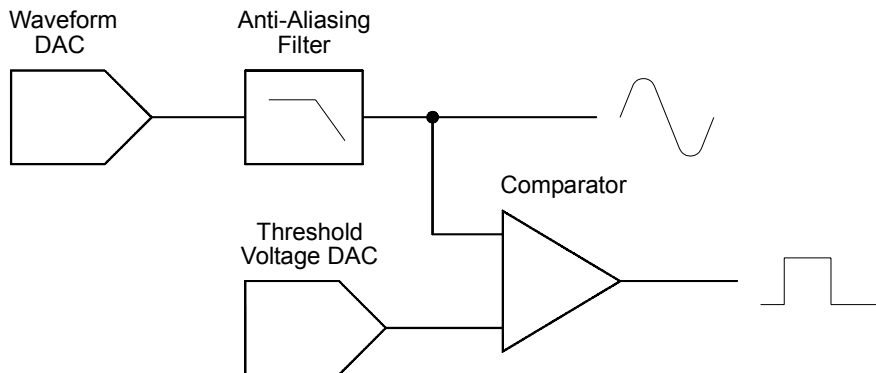 Waveform
DAC
Anti-Aliasing
Filter
Comparator
Threshold
Voltage DAC